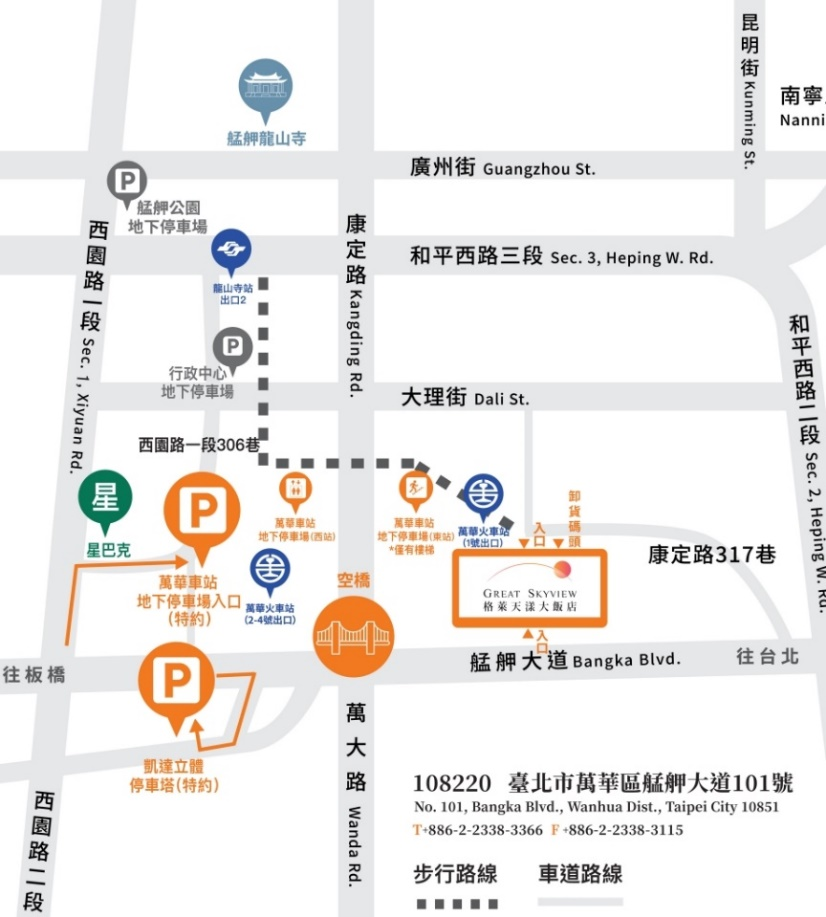 昆明街 Kunming St.
南寧
Nanni
艋舺龍山寺
廣州街 Guangzhou St.
P
艋舺公園
地下停車場
西園路一段 Sec. 1, Xiyuan Rd.
康定路 Kangding Rd.
和平西路三段 Sec. 3, Heping W. Rd.
龍山寺站
出口2
和平西路二段 Sec. 2, Heping W. Rd.
P
行政中心
地下停車場
大理街 Dali St.
西園路一段306巷
星
星巴克
P
萬華車站
地下停車場入口
(特約)
萬華車站
地下停車場(西站)
萬華車站
地下停車場(東站)
*僅有樓梯
萬華火車站
(1號出口)
入口
卸貨碼頭
康定路317巷
萬華火車站
(2-4號出口)
空橋
GREAT SKYVIEW
格萊天漾大飯店
入口
往板橋
艋舺大道 Bangka Blvd.
往台北
P
凱達立體
停車塔(特約)
萬大路 Wanda Rd.
西園路二段
108220 臺北市萬華區艋舺大道101號
No. 101, Bangka Blvd., Wanhua Dist., Taipei City 10851
T+886-2-2338-3366 F +886-2-2338-3115
步行路線 車道路線